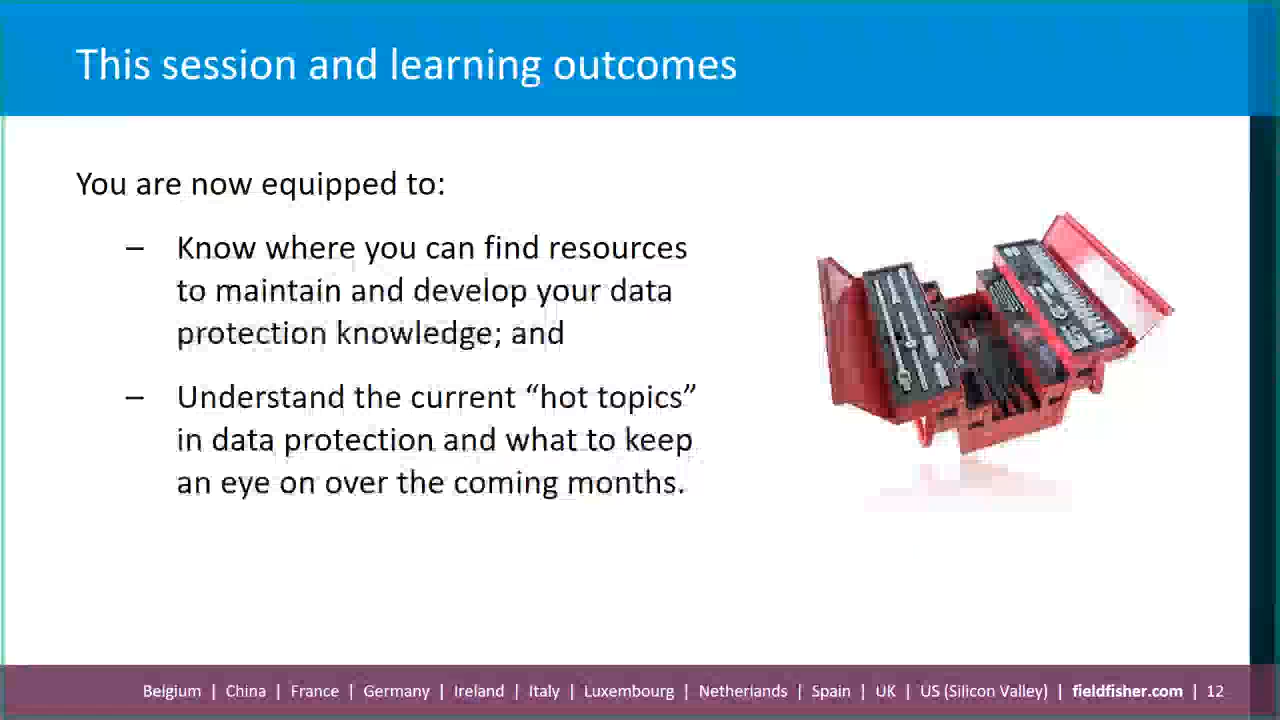 This session and learning outcomes
You are now equipped to:
– Know where you can find resources
to maintain and develop your data
protection knowledge; and
– Understand the current “hot topics”
in data protection and what to keep
an eye on over the coming months.
Belgium | China | France | Germany | Ireland | Italy | Luxembourg | Netherlands | Spain | UK | US (Silicon Valley) | fieldfisher.com | 12